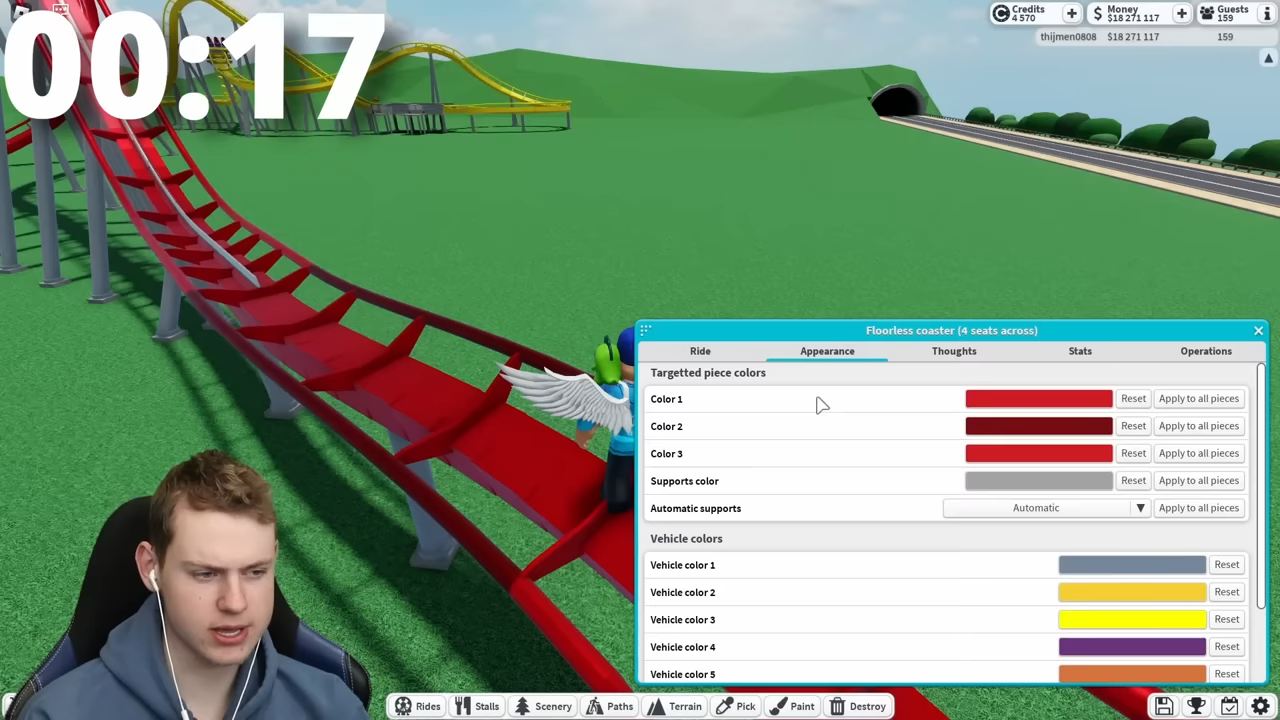 00:17
Credits
4 570
Money
$18 271 117
Guests
159
thijmen0808 $18 271 117 159
Floorless coaster (4 seats across)
Ride Appearance Thoughts Stats Operations
Targetted piece colors
Color 1 Reset Apply to all pieces
Color 2 Reset Apply to all pieces
Color 3 Reset Apply to all pieces
Supports color Reset Apply to all pieces
Automatic supports Automatic Apply to all pieces
Vehicle colors
Vehicle color 1 Reset
Vehicle color 2 Reset
Vehicle color 3 Reset
Vehicle color 4 Reset
Vehicle color 5 Reset
Rides Stalls Scenery Paths Terrain Pick Paint Destroy